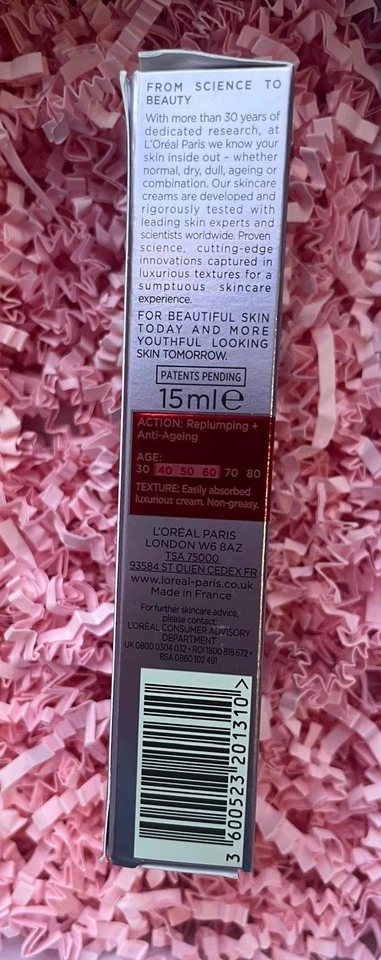 FROM SCIENCE TO
BEAUTY
With more than 30 years of
dedicated research, at
L'Oréal Paris we know your
skin inside out – whether
normal, dry, dull, ageing or
combination. Our skincare
creams are developed and
rigorously tested with
leading skin experts and
scientists worldwide. Proven
science, cutting-edge
innovations captured in
luxurious textures for a
sumptuous skincare
experience.
FOR BEAUTIFUL SKIN
TODAY AND MORE
YOUTHFUL LOOKING
SKIN TOMORROW.
PATENTS PENDING
15ml e
ACTION: Replumping +
Anti-Ageing
AGE:
30 40 50 60 70 80
TEXTURE: Easily absorbed
luxurious cream. Non-greasy.
L'ORÉAL PARIS
LONDON W6 8AZ
TSA 75000
93584 ST OUEN CEDEX FR
www.loreal-paris.co.uk
Made in France
For further skincare advice,
please contact:
L'ORÉAL CONSUMER ADVISORY
DEPARTMENT
UK 0800 0304 032 • ROI 1800 818 672 •
RSA 0860 102 491
3 600523 201310 >